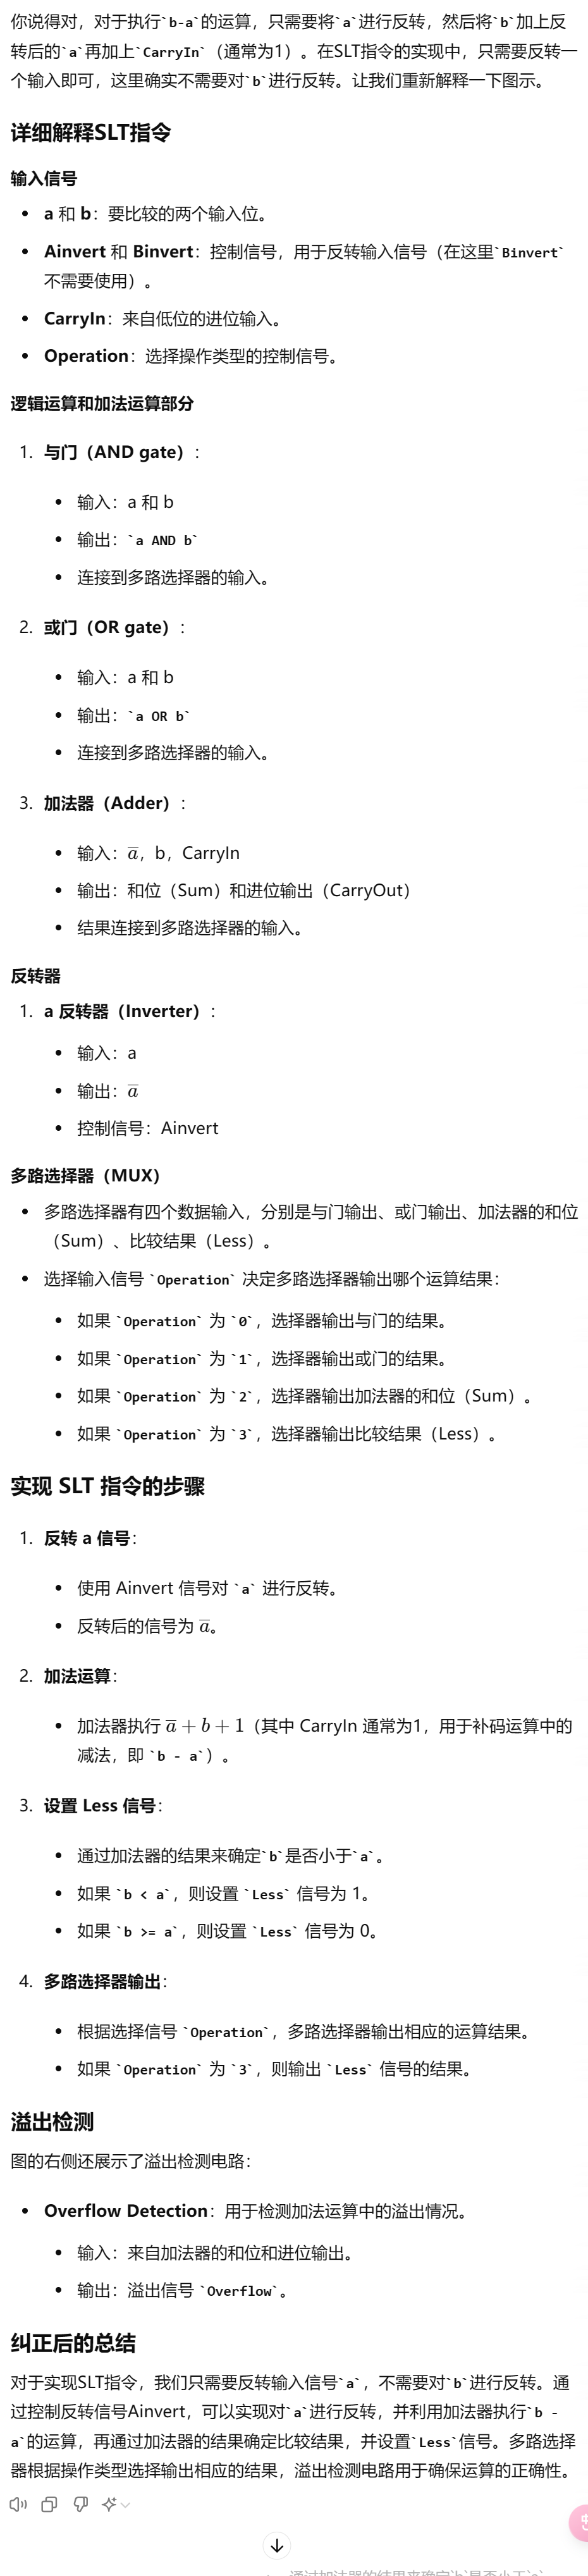 你说得对，对于执行`b-a`的运算，只需要将`a`进行反转，然后将`b`加上反
转后的`a`再加上`CarryIn`（通常为1）。在SLT指令的实现中，只需要反转一
个输入即可，这里确实不需要对`b`进行反转。让我们重新解释一下图示。
详细解释SLT指令
输入信号
• a 和 b：要比较的两个输入位。
• Ainvert 和 Binvert：控制信号，用于反转输入信号（在这里`Binvert`
不需要使用）。
• CarryIn：来自低位的进位输入。
• Operation：选择操作类型的控制信号。
逻辑运算和加法运算部分
1. 与门（AND gate）：
• 输入：a 和 b
• 输出：`a AND b`
• 连接到多路选择器的输入。
2. 或门（OR gate）：
• 输入：a 和 b
• 输出：`a OR b`
• 连接到多路选择器的输入。
3. 加法器（Adder）：
• 输入：a̅，b，CarryIn
• 输出：和位（Sum）和进位输出（CarryOut）
• 结果连接到多路选择器的输入。
反转器
1. a 反转器（Inverter）：
• 输入：a
• 输出：a̅
• 控制信号：Ainvert
多路选择器（MUX）
• 多路选择器有四个数据输入，分别是与门输出、或门输出、加法器的和位
（Sum）、比较结果（Less）。
• 选择输入信号 `Operation` 决定多路选择器输出哪个运算结果：
• 如果 `Operation` 为 `0`，选择器输出与门的结果。
• 如果 `Operation` 为 `1`，选择器输出或门的结果。
• 如果 `Operation` 为 `2`，选择器输出加法器的和位（Sum）。
• 如果 `Operation` 为 `3`，选择器输出比较结果（Less）。
实现 SLT 指令的步骤
1. 反转 a 信号：
• 使用 Ainvert 信号对 `a` 进行反转。
• 反转后的信号为 a̅。
2. 加法运算：
• 加法器执行 a̅ + b + 1（其中 CarryIn 通常为1，用于补码运算中的
减法，即 `b - a`）。
3. 设置 Less 信号：
• 通过加法器的结果来确定`b`是否小于`a`。
• 如果 `b < a`，则设置 `Less` 信号为 1。
• 如果 `b >= a`，则设置 `Less` 信号为 0。
4. 多路选择器输出：
• 根据选择信号 `Operation`，多路选择器输出相应的运算结果。
• 如果 `Operation` 为 `3`，则输出 `Less` 信号的结果。
溢出检测
图的右侧还展示了溢出检测电路：
• Overflow Detection：用于检测加法运算中的溢出情况。
• 输入：来自加法器的和位和进位输出。
• 输出：溢出信号 `Overflow`。
纠正后的总结
对于实现SLT指令，我们只需要反转输入信号`a`，不需要对`b`进行反转。通
过控制反转信号Ainvert，可以实现对`a`进行反转，并利用加法器执行`b -
a`的运算，再通过加法器的结果确定比较结果，并设置`Less`信号。多路选择
器根据操作类型选择输出相应的结果，溢出检测电路用于确保运算的正确性。